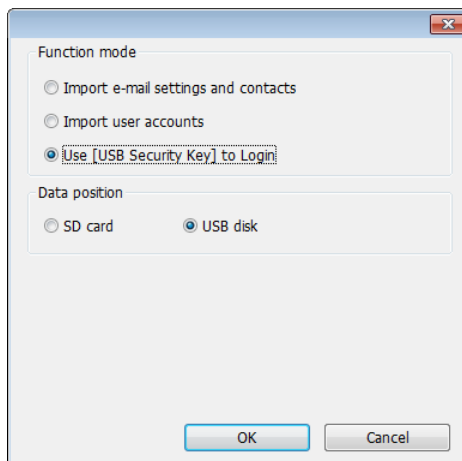 Function mode
Import e-mail settings and contacts
Import user accounts
Use [USB Security Key] to Login
Data position
SD card USB disk
OK Cancel